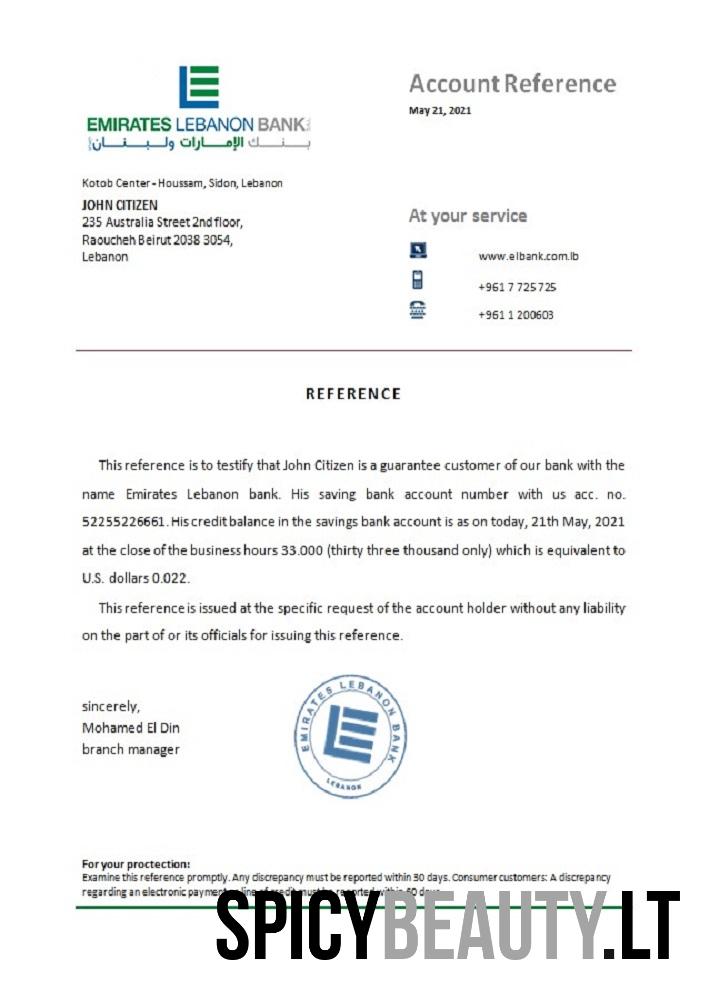 EMIRATES LEBANON BANK
بنك الإمارات ولبنان
Account Reference
May 21, 2021
Kotob Center - Houssam, Sidon, Lebanon
JOHN CITIZEN
235 Australia Street 2nd floor,
Raoucheh Beirut 2038 3054,
Lebanon
At your service
www.elbank.com.lb
+961 7 725 725
+961 1 200603
REFERENCE
This reference is to testify that John Citizen is a guarantee customer of our bank with the
name Emirates Lebanon bank. His saving bank account number with us acc. no.
52255226661. His credit balance in the savings bank account is as on today, 21th May, 2021
at the close of the business hours 33.000 (thirty three thousand only) which is equivalent to
U.S. dollars 0.022.
This reference is issued at the specific request of the account holder without any liability
on the part of or its officials for issuing this reference.
sincerely,
Mohamed El Din
branch manager
EMIRATES LEBANON BANK
LEBANON
For your proctection:
Examine this reference promptly. Any discrepancy must be reported within 30 days. Consumer customers: A discrepancy
regarding an electronic payment or line of credit must be reported within 60 days.
SPICYBEAUTY.LT